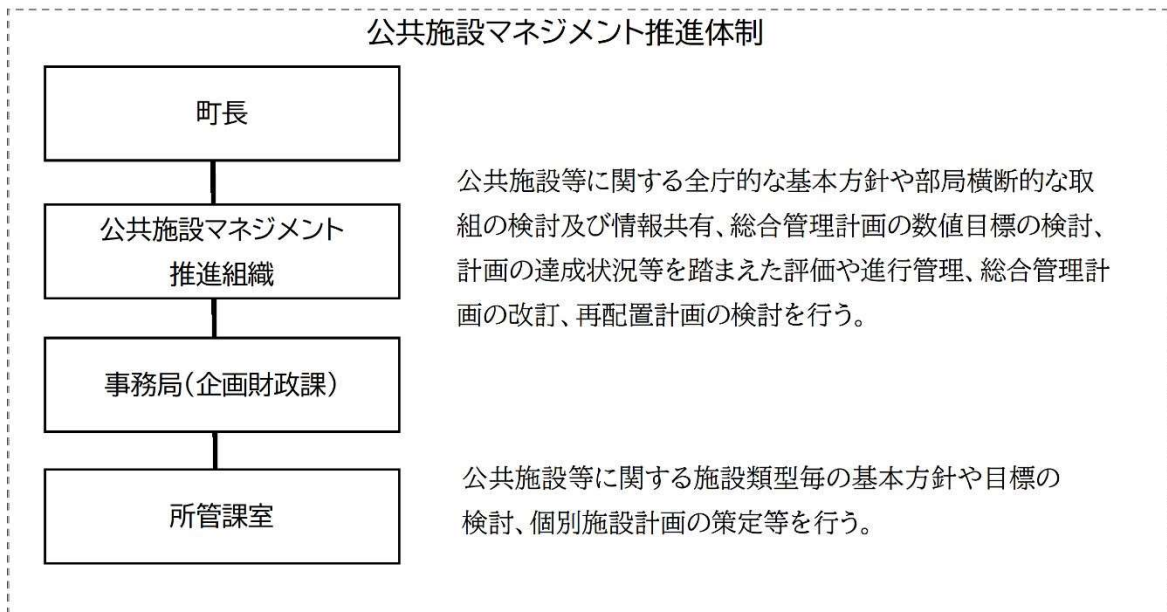 公共施設マネジメント推進体制
町長
公共施設マネジメント
推進組織
公共施設等に関する全庁的な基本方針や部局横断的な取
組の検討及び情報共有、総合管理計画の数値目標の検討、
計画の達成状況等を踏まえた評価や進行管理、総合管理計
画の改訂、再配置計画の検討を行う。
事務局(企画財政課)
所管課室
公共施設等に関する施設類型毎の基本方針や目標の
検討、個別施設計画の策定等を行う。